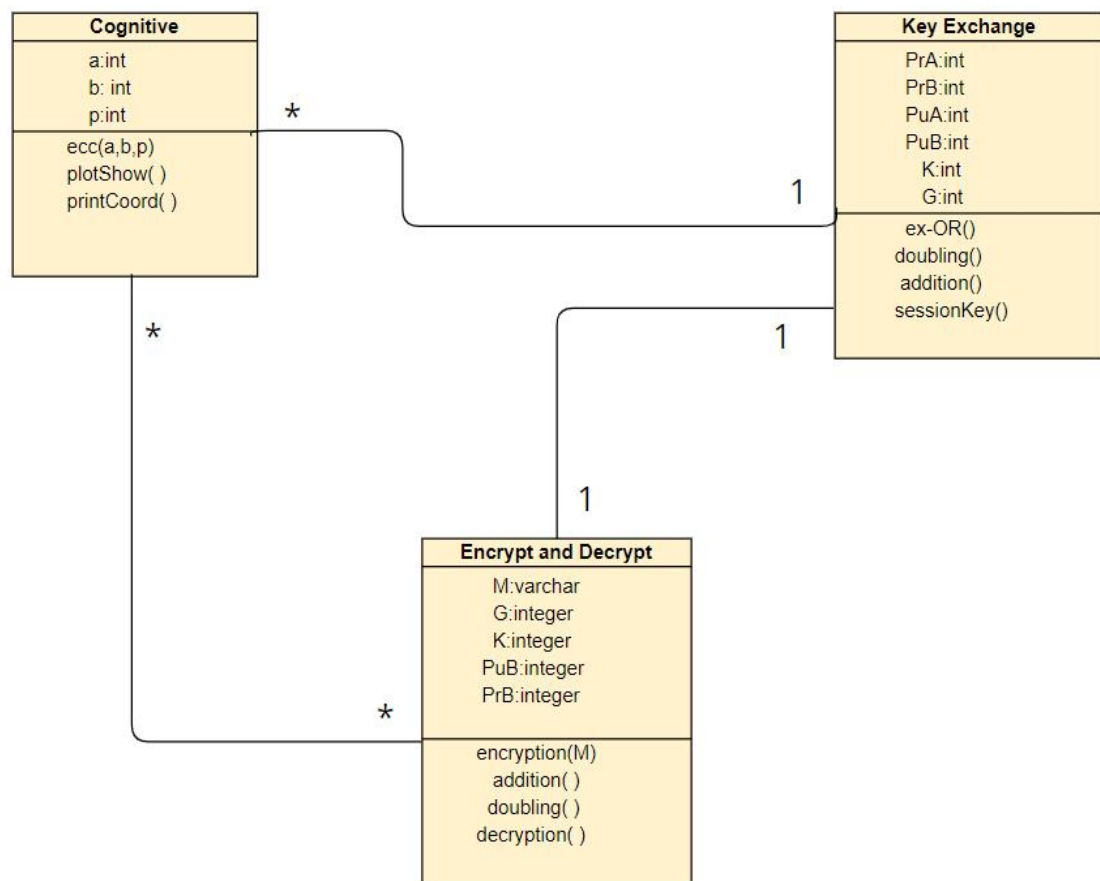 Cognitive
a:int
b: int
p:int
ecc(a,b,p)
plotShow( )
printCoord( )
*
1
Key Exchange
PrA:int
PrB:int
PuA:int
PuB:int
K:int
G:int
ex-OR()
doubling()
addition()
sessionKey()
*
1
1
*
Encrypt and Decrypt
M:varchar
G:integer
K:integer
PuB:integer
PrB:integer
encryption(M)
addition( )
doubling( )
decryption( )